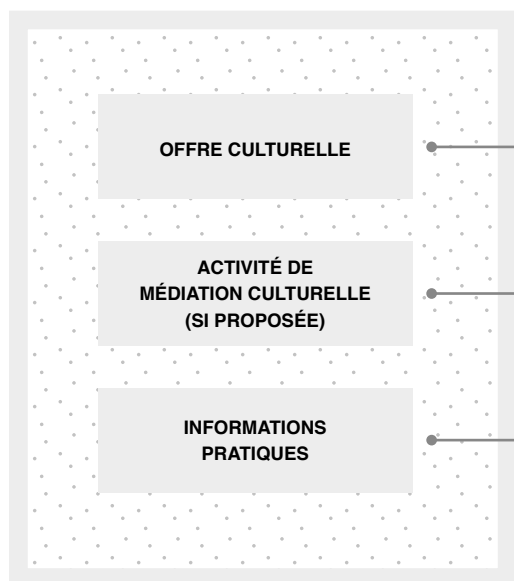 OFFRE CULTURELLE
ACTIVITÉ DE
MÉDIATION CULTURELLE
(SI PROPOSÉE)
INFORMATIONS
PRATIQUES